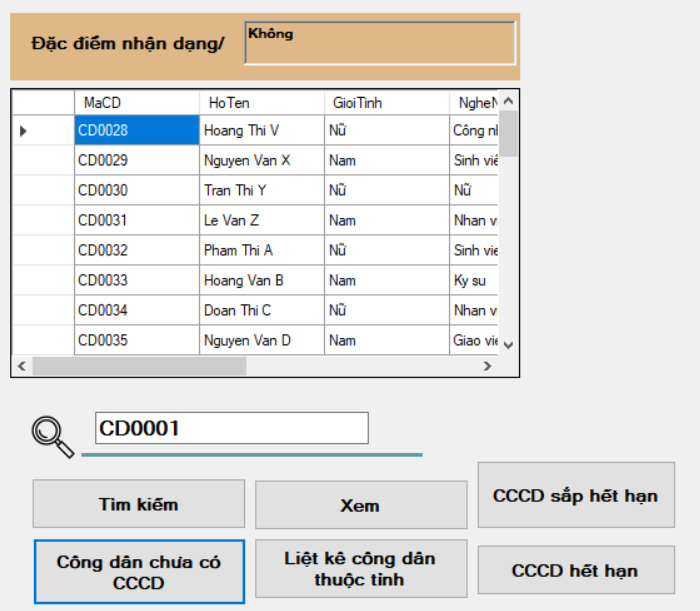 Đặc điểm nhận dạng/ Không
MaCD HoTen GioiTinh NgheN
CD0028 Hoang Thi V Nữ Công nl
CD0029 Nguyen Van X Nam Sinh viê
CD0030 Tran Thi Y Nữ Nữ
CD0031 Le Van Z Nam Nhan v
CD0032 Pham Thi A Nữ Sinh vie
CD0033 Hoang Van B Nam Ky su
CD0034 Doan Thi C Nữ Nhan v
CD0035 Nguyen Van D Nam Giao vie
CD0001
Tìm kiếm Xem CCCD sắp hết hạn
Công dân chưa có
CCCD
Liệt kê công dân
thuộc tỉnh
CCCD hết hạn